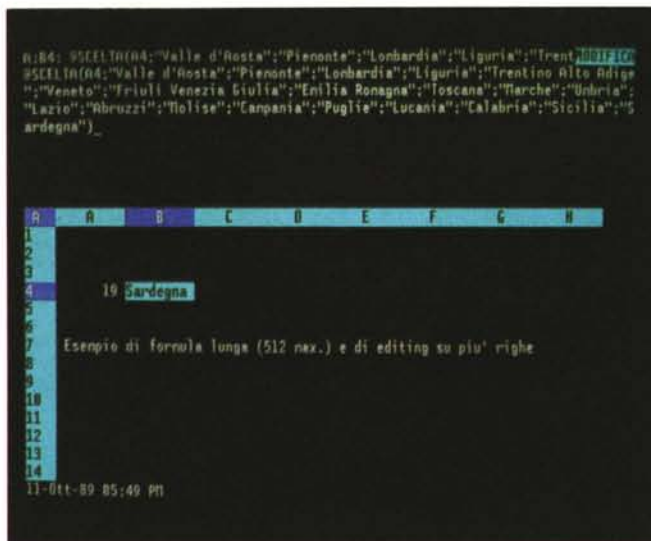 A:B4: @SCELTA(A4;"Valle d'Aosta";"Piemonte";"Lombardia";"Liguria";"Trent MODIFICA
@SCELTA(A4;"Valle d'Aosta";"Piemonte";"Lombardia";"Liguria";"Trentino Alto Adige
";"Veneto";"Friuli Venezia Giulia";"Emilia Romagna";"Toscana";"Marche";"Umbria";
"Lazio";"Abruzzi";"Molise";"Campania";"Puglie";"Lucania";"Calabria";"Sicilia";"S
ardegna")_
A A B C D E F G H
1
2
3
4 19 Sardegna
5
6
7 Esempio di formula lunga (512 max.) e di editing su piu' righe
8
9
10
11
12
13
14
11-Ott-89 05:49 PM